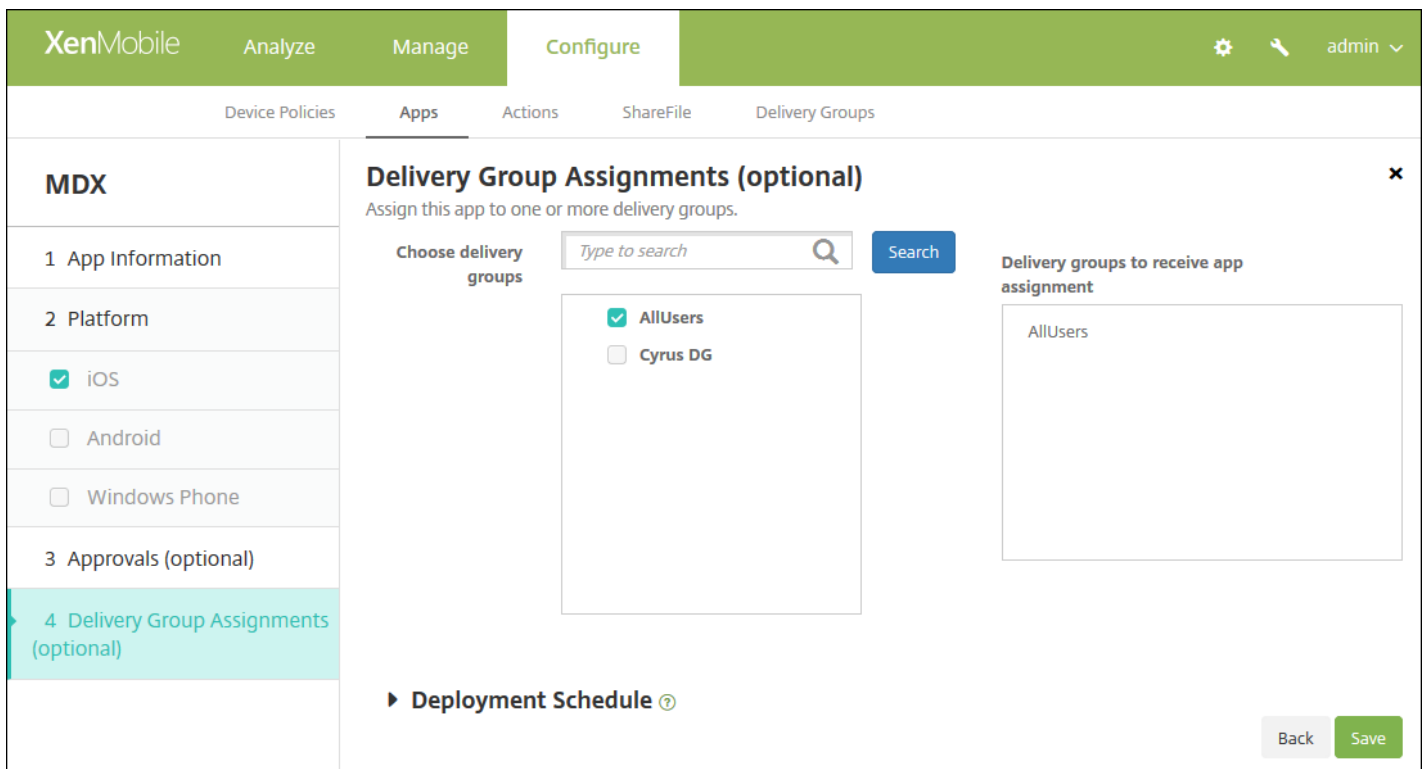 XenMobile Analyze Manage Configure admin
Device Policies Apps Actions ShareFile Delivery Groups
MDX
1 App Information
2 Platform
iOS
Android
Windows Phone
3 Approvals (optional)
4 Delivery Group Assignments
(optional)
Delivery Group Assignments (optional)
Assign this app to one or more delivery groups.
Choose delivery
groups
Type to search
Search
AllUsers
Cyrus DG
Delivery groups to receive app
assignment
AllUsers
Deployment Schedule ?
Back Save